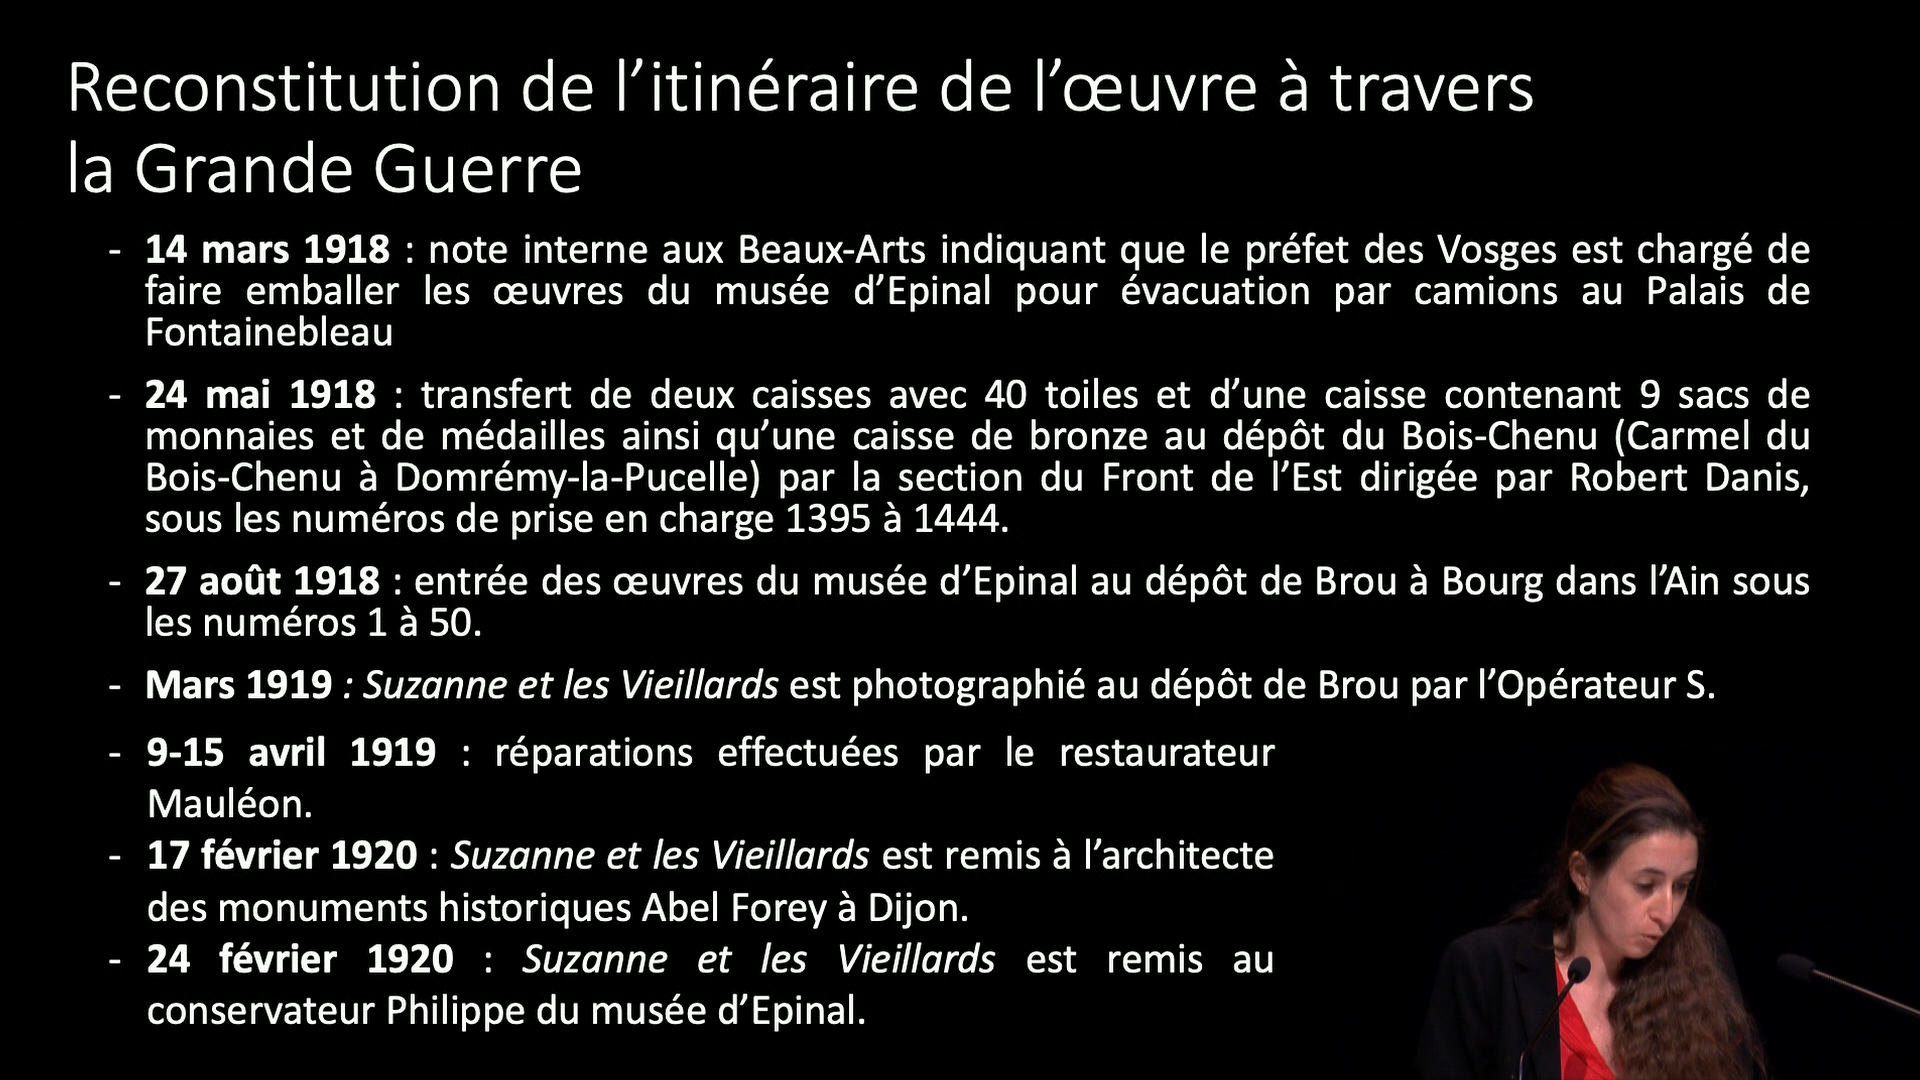 Reconstitution de l’itinéraire de l’œuvre à travers
la Grande Guerre
- 14 mars 1918 : note interne aux Beaux-Arts indiquant que le préfet des Vosges est chargé de
faire emballer les œuvres du musée d’Epinal pour évacuation par camions au Palais de
Fontainebleau
- 24 mai 1918 : transfert de deux caisses avec 40 toiles et d’une caisse contenant 9 sacs de
monnaies et de médailles ainsi qu’une caisse de bronze au dépôt du Bois-Chenu (Carmel du
Bois-Chenu à Domrémy-la-Pucelle) par la section du Front de l’Est dirigée par Robert Danis,
sous les numéros de prise en charge 1395 à 1444.
- 27 août 1918 : entrée des œuvres du musée d’Epinal au dépôt de Brou à Bourg dans l’Ain sous
les numéros 1 à 50.
- Mars 1919 : Suzanne et les Vieillards est photographié au dépôt de Brou par l’Opérateur S.
- 9-15 avril 1919 : réparations effectuées par le restaurateur
Mauléon.
- 17 février 1920 : Suzanne et les Vieillards est remis à l’architecte
des monuments historiques Abel Forey à Dijon.
- 24 février 1920 : Suzanne et les Vieillards est remis au
conservateur Philippe du musée d’Epinal.